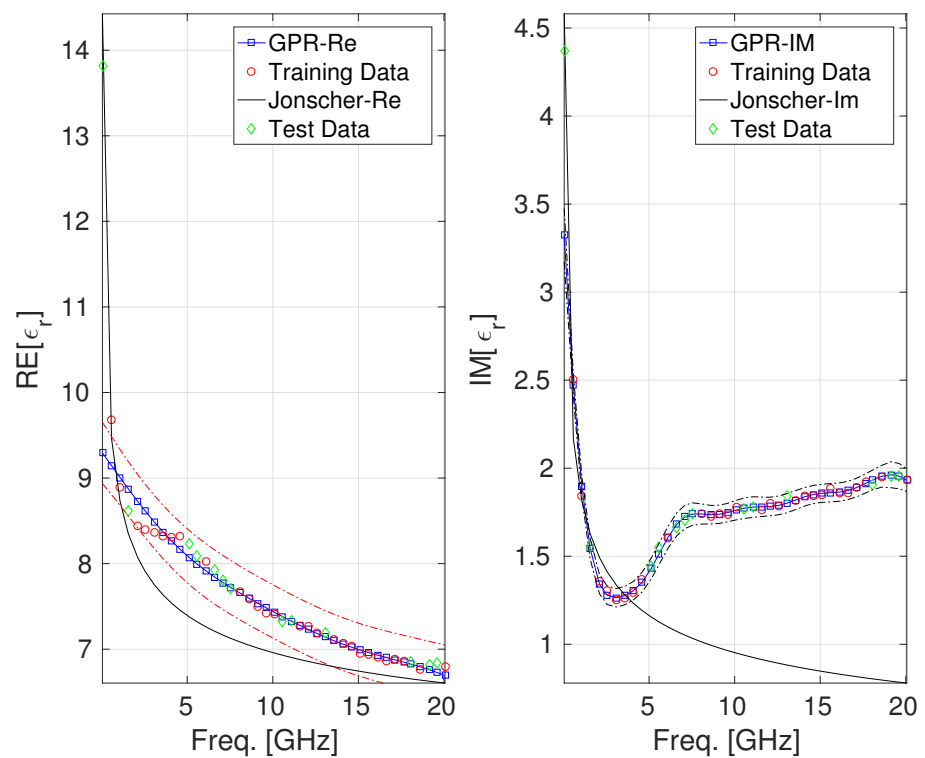 14
13
12
11
10
9
8
7
RE[ϵr]
5
10
15
20
Freq. [GHz]
GPR-Re
Training Data
Jonscher-Re
Test Data
4.5
4
3.5
3
2.5
2
1.5
1
IM[ϵr]
5
10
15
20
Freq. [GHz]
GPR-IM
Training Data
Jonscher-Im
Test Data